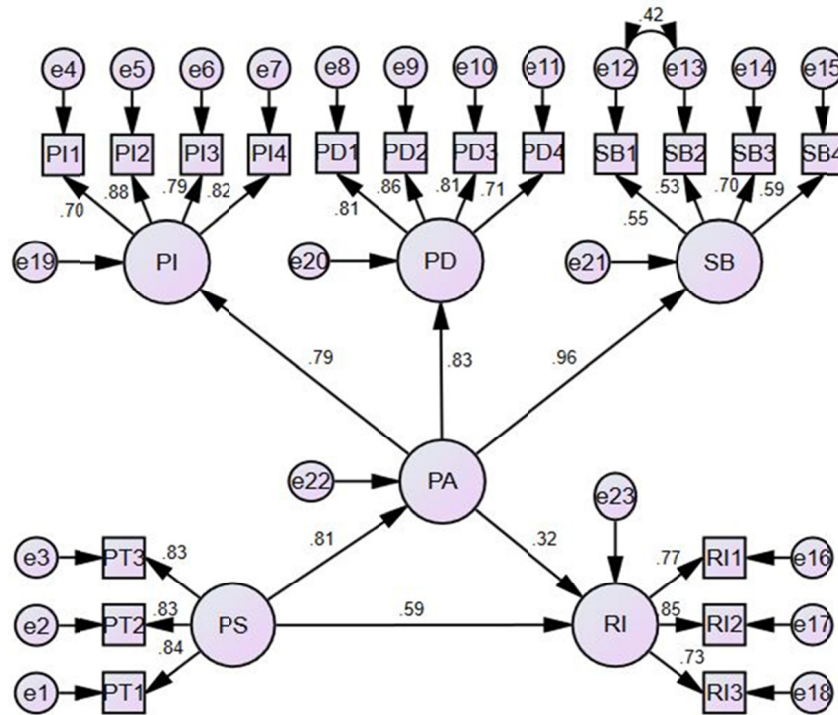 .42
e4 e5 e6 e7 e8 e9 e10 e11 e12 e13 e14 e15
PI1 PI2 PI3 PI4 PD1 PD2 PD3 PD4 SB1 SB2 SB3 SB4
.70 .88 .79 .82 .81 .86 .81 .71 .55 .53 .70 .59
e19 PI e20 PD e21 SB
.79 .83 .96
e22 PA
e23
e3 PT3 .83 .81 .32 .77 RI1 e16
e2 PT2 .83 PS .59 RI .85 RI2 e17
e1 PT1 .84 .73 RI3 e18